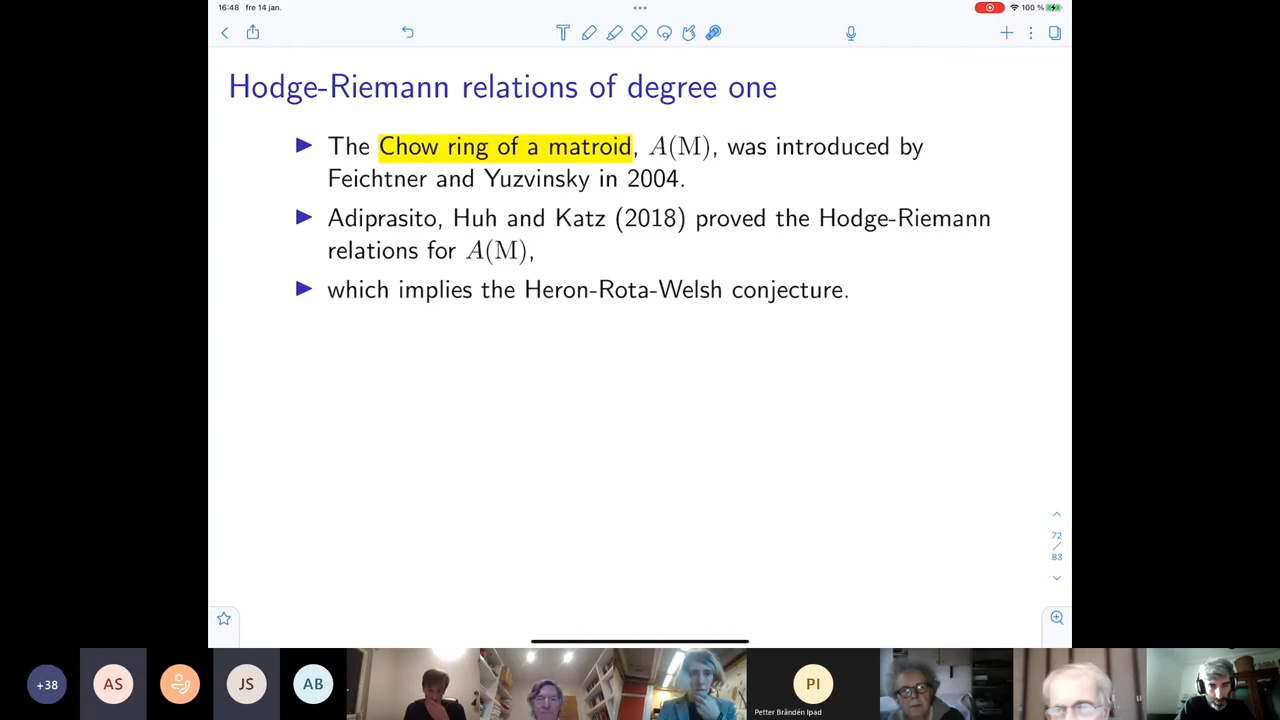 16:48 fre 14 jan.
100 %
Hodge-Riemann relations of degree one
The Chow ring of a matroid, A(M), was introduced by
Feichtner and Yuzvinsky in 2004.
Adiprasito, Huh and Katz (2018) proved the Hodge-Riemann
relations for A(M),
which implies the Heron-Rota-Welsh conjecture.
72
/
83
+38
AS
JS
AB
PI
Petter Brändén Ipad